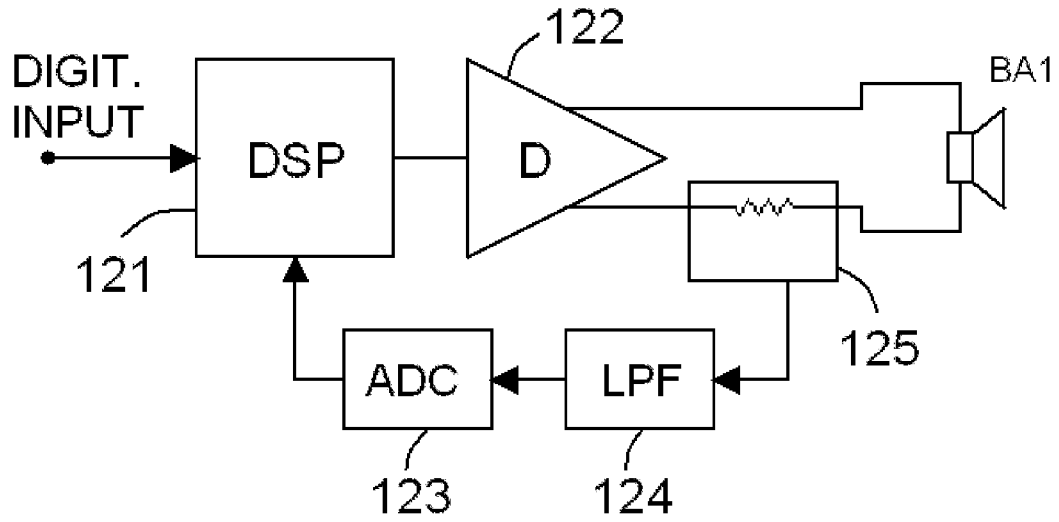 122
DIGIT.
INPUT
BA1
DSP
D
121
125
ADC
LPF
123
124